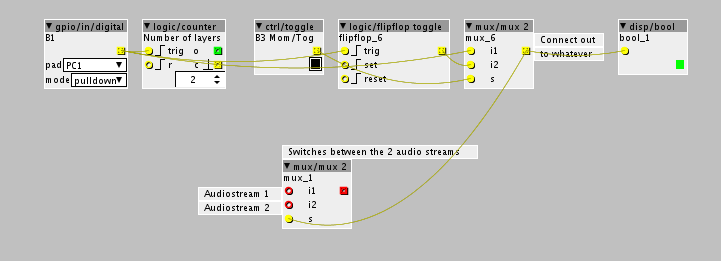 gpio/in/digital
B1
pad PC1
mode pulldown
logic/counter
Number of layers
trig o
r c
2
ctrl/toggle
B3 Mom/Tog
logic/flipflop toggle
flipflop_6
trig
set
reset
mux/mux 2
mux_6
i1
i2
s
Connect out
to whatever
disp/bool
bool_1
Switches between the 2 audio streams
mux/mux 2
mux_1
Audiostream 1
i1
Audiostream 2
i2
s